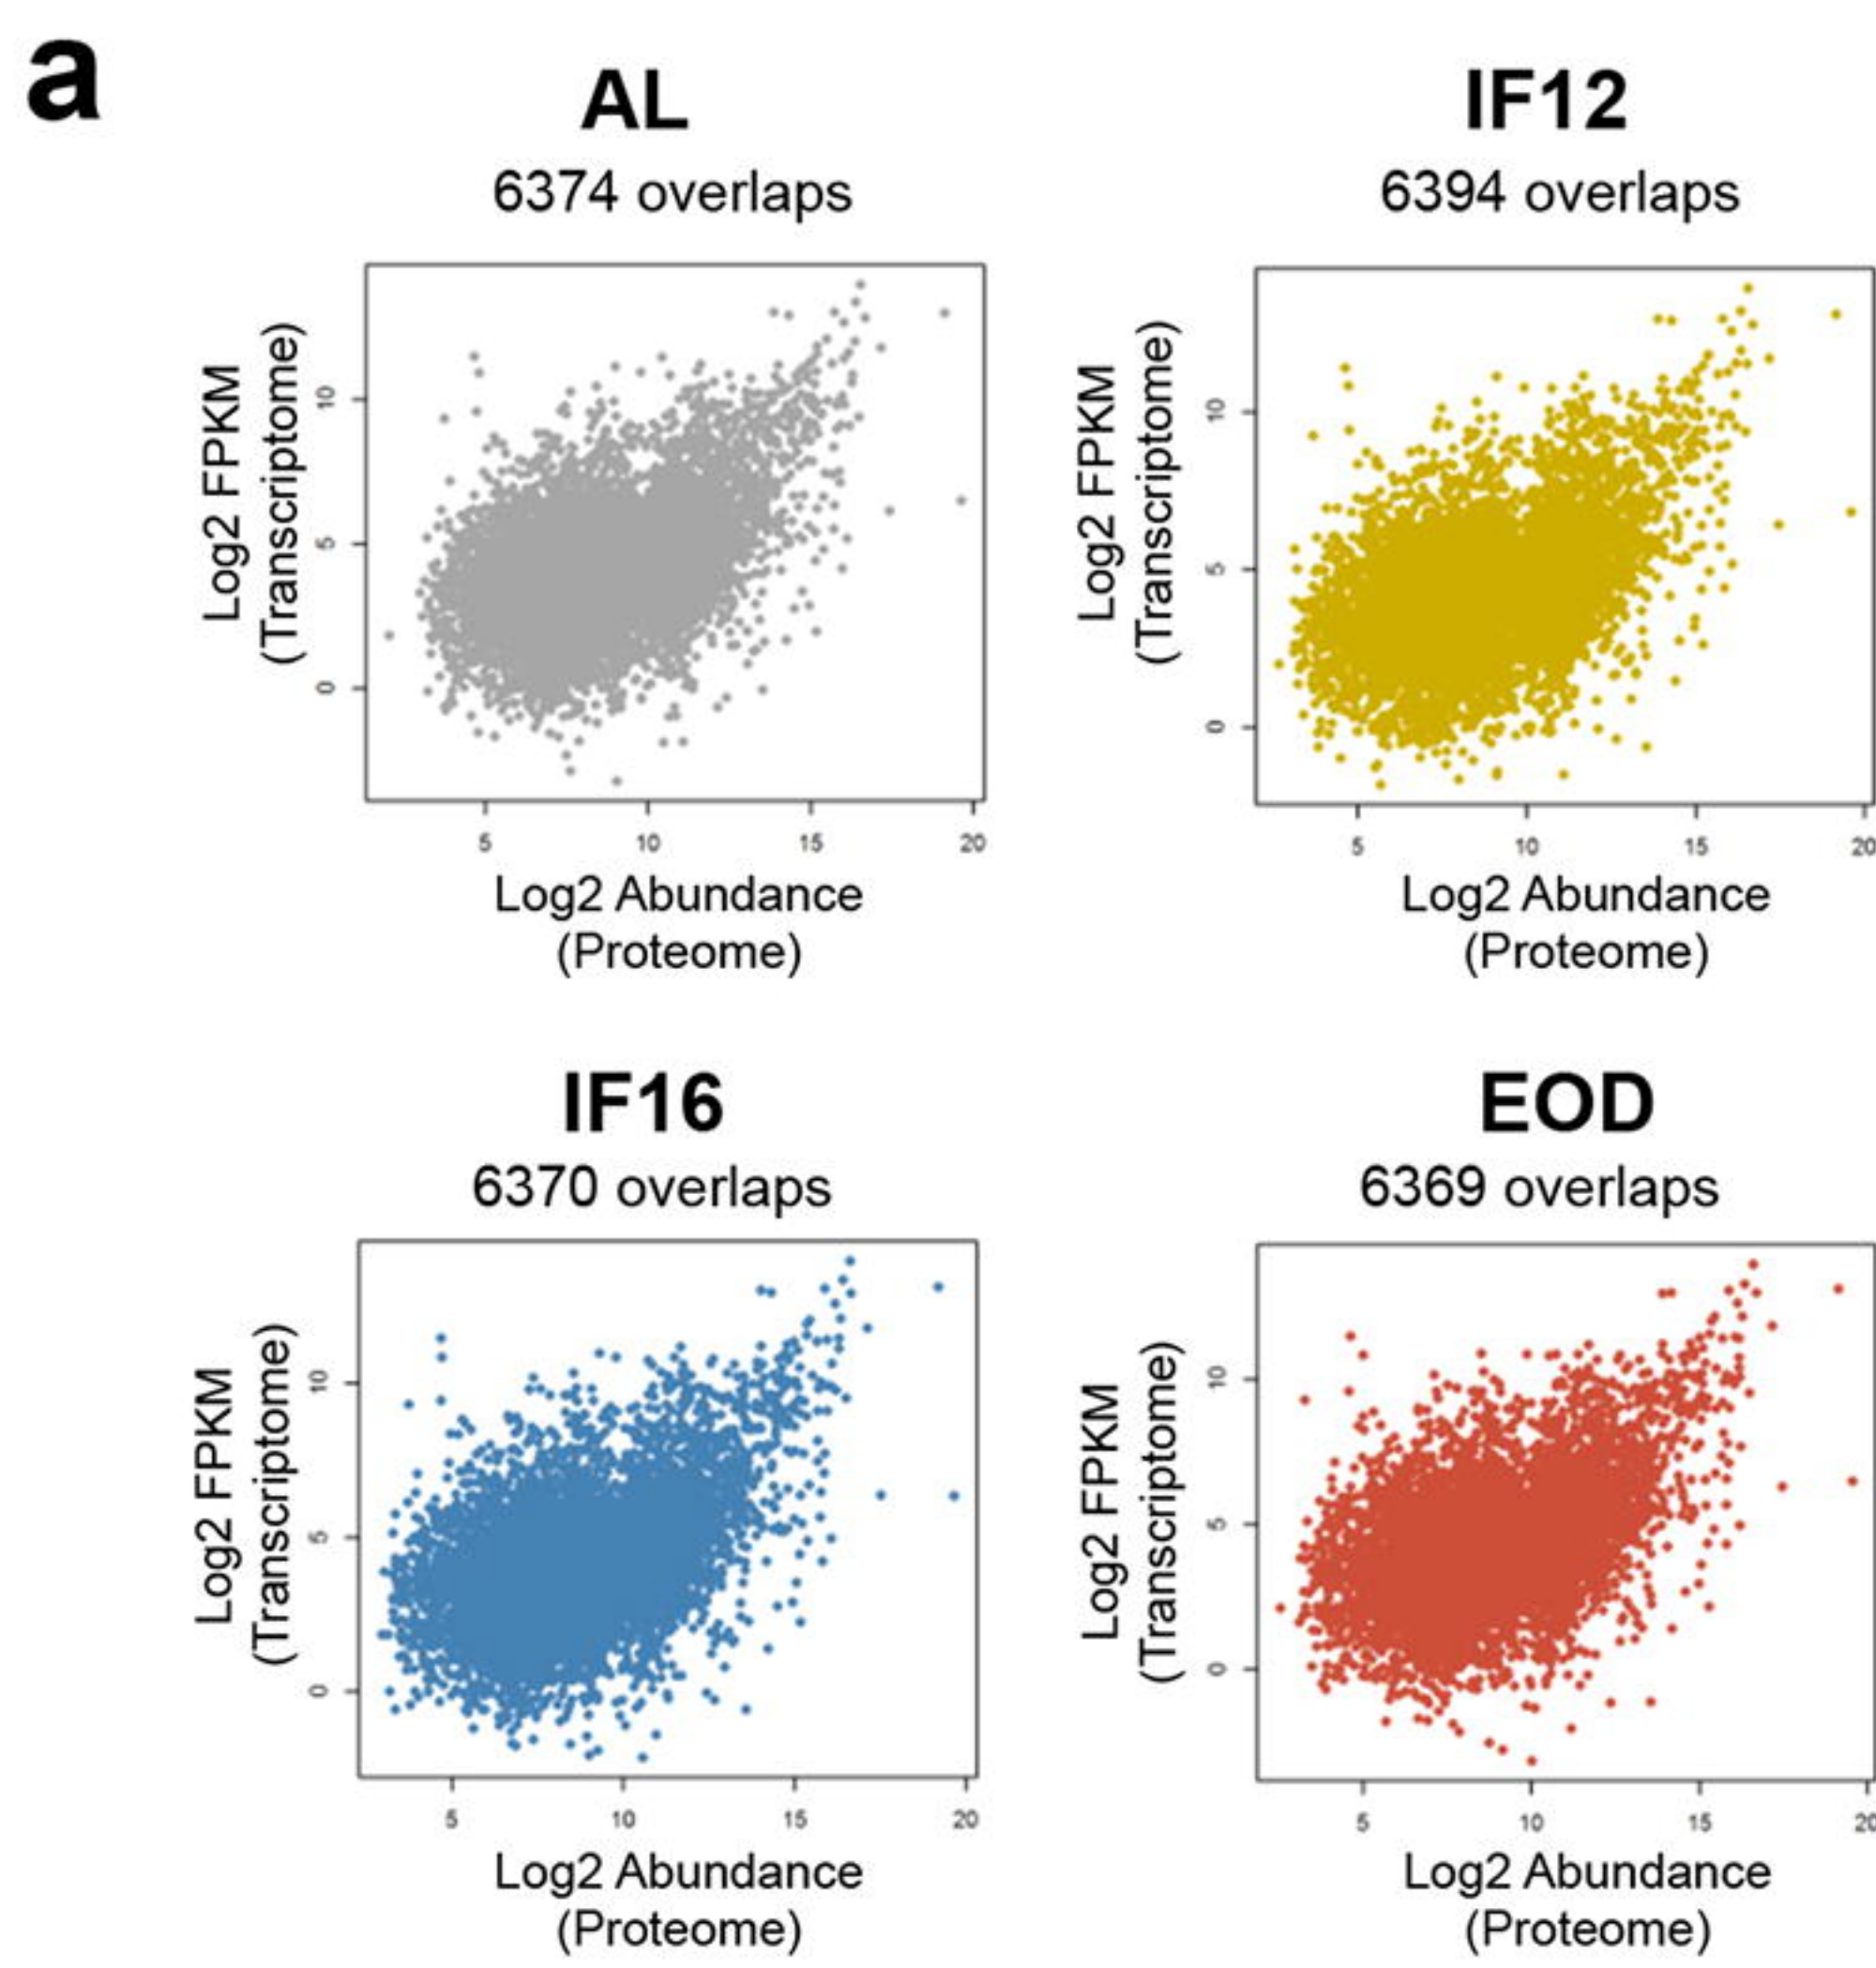 a
AL
6374 overlaps
Log2 FPKM
(Transcriptome)
10
5
0
5 10 15 20
Log2 Abundance
(Proteome)
IF12
6394 overlaps
Log2 FPKM
(Transcriptome)
10
5
0
5 10 15 20
Log2 Abundance
(Proteome)
IF16
6370 overlaps
Log2 FPKM
(Transcriptome)
10
5
0
5 10 15 20
Log2 Abundance
(Proteome)
EOD
6369 overlaps
Log2 FPKM
(Transcriptome)
10
5
0
5 10 15 20
Log2 Abundance
(Proteome)